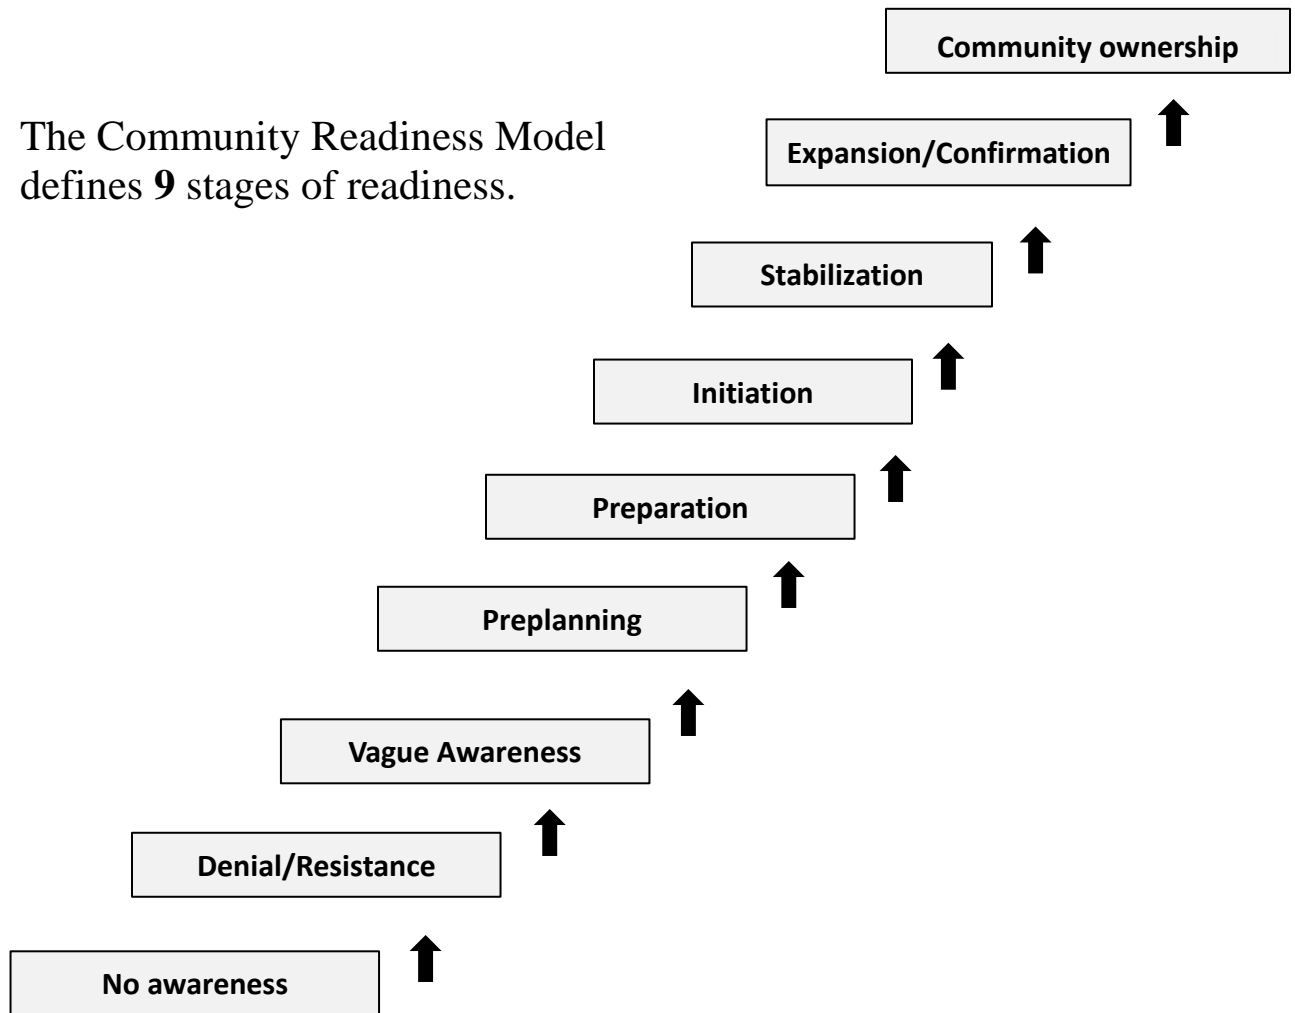 Community ownership
The Community Readiness Model
defines 9 stages of readiness.
Expansion/Confirmation
Stabilization
Initiation
Preparation
Preplanning
Vague Awareness
Denial/Resistance
No awareness